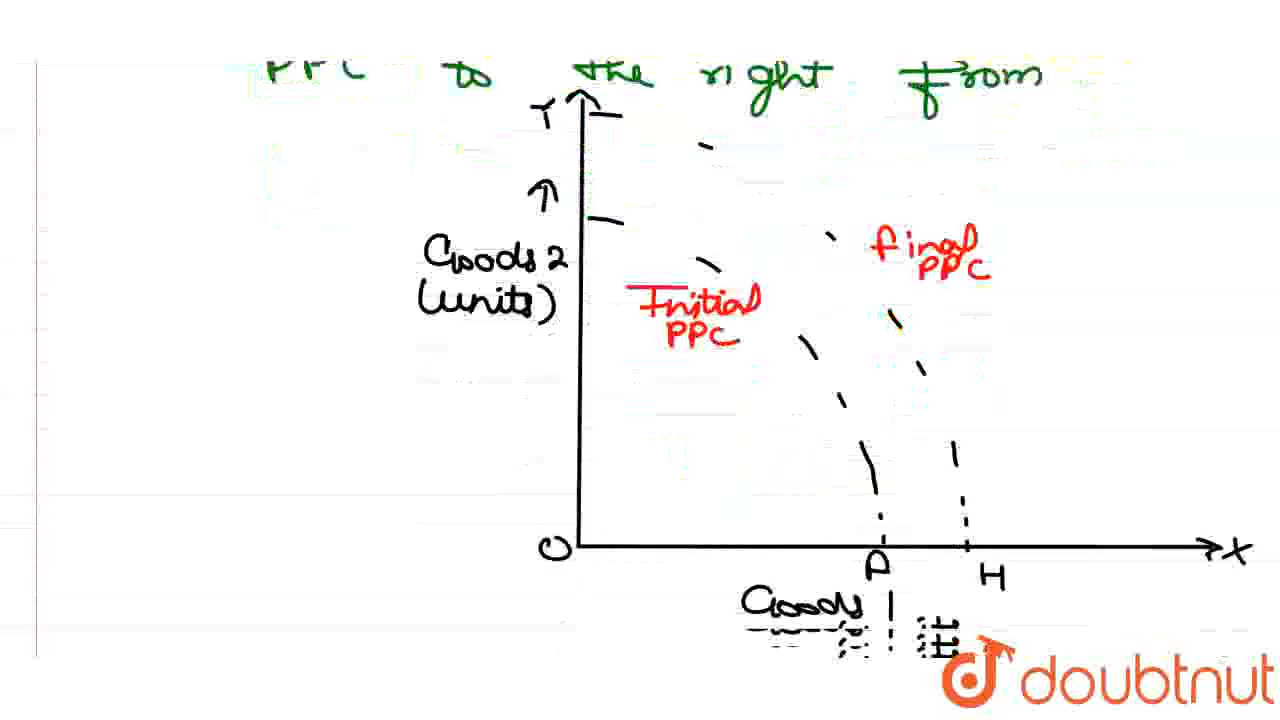 PPC to the right from
Y
Goods 2
(units)
Initial
PPC
final
PPC
O
X
H
Goods
doubtnut